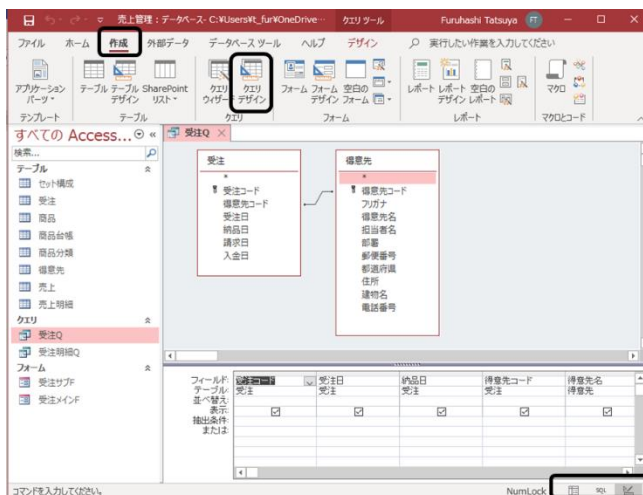 売上管理：データベース- C:¥Users¥t_fur¥OneDrive… クエリ ツール Furuhashi Tatsuya FT
ファイル ホーム 作成 外部データ データベース ツール ヘルプ デザイン 実行したい作業を入力してください
アプリケーション パーツ
テーブル テーブル デザイン SharePoint リスト
クエリ ウィザード クエリ デザイン
フォーム フォーム デザイン 空白の フォーム
レポート レポート デザイン 空白の レポート
マクロ
テンプレート テーブル クエリ フォーム レポート マクロとコード
すべての Access...
検索...
テーブル
セット構成
受注
商品
商品台帳
商品分類
得意先
売上
売上明細
クエリ
受注Q
受注明細Q
フォーム
受注サブF
受注メインF
受注Q
受注
*
受注コード
得意先コード
受注日
納品日
請求日
入金日
得意先
*
得意先コード
フリガナ
得意先名
担当者名
部署
郵便番号
都道府県
住所
建物名
電話番号
フィールド: 受注コード 受注日 納品日 得意先コード 得意先名
テーブル: 受注 受注 受注 受注 得意先
並べ替え:
表示:
抽出条件:
または:
コマンドを入力してください。 NumLock SQL